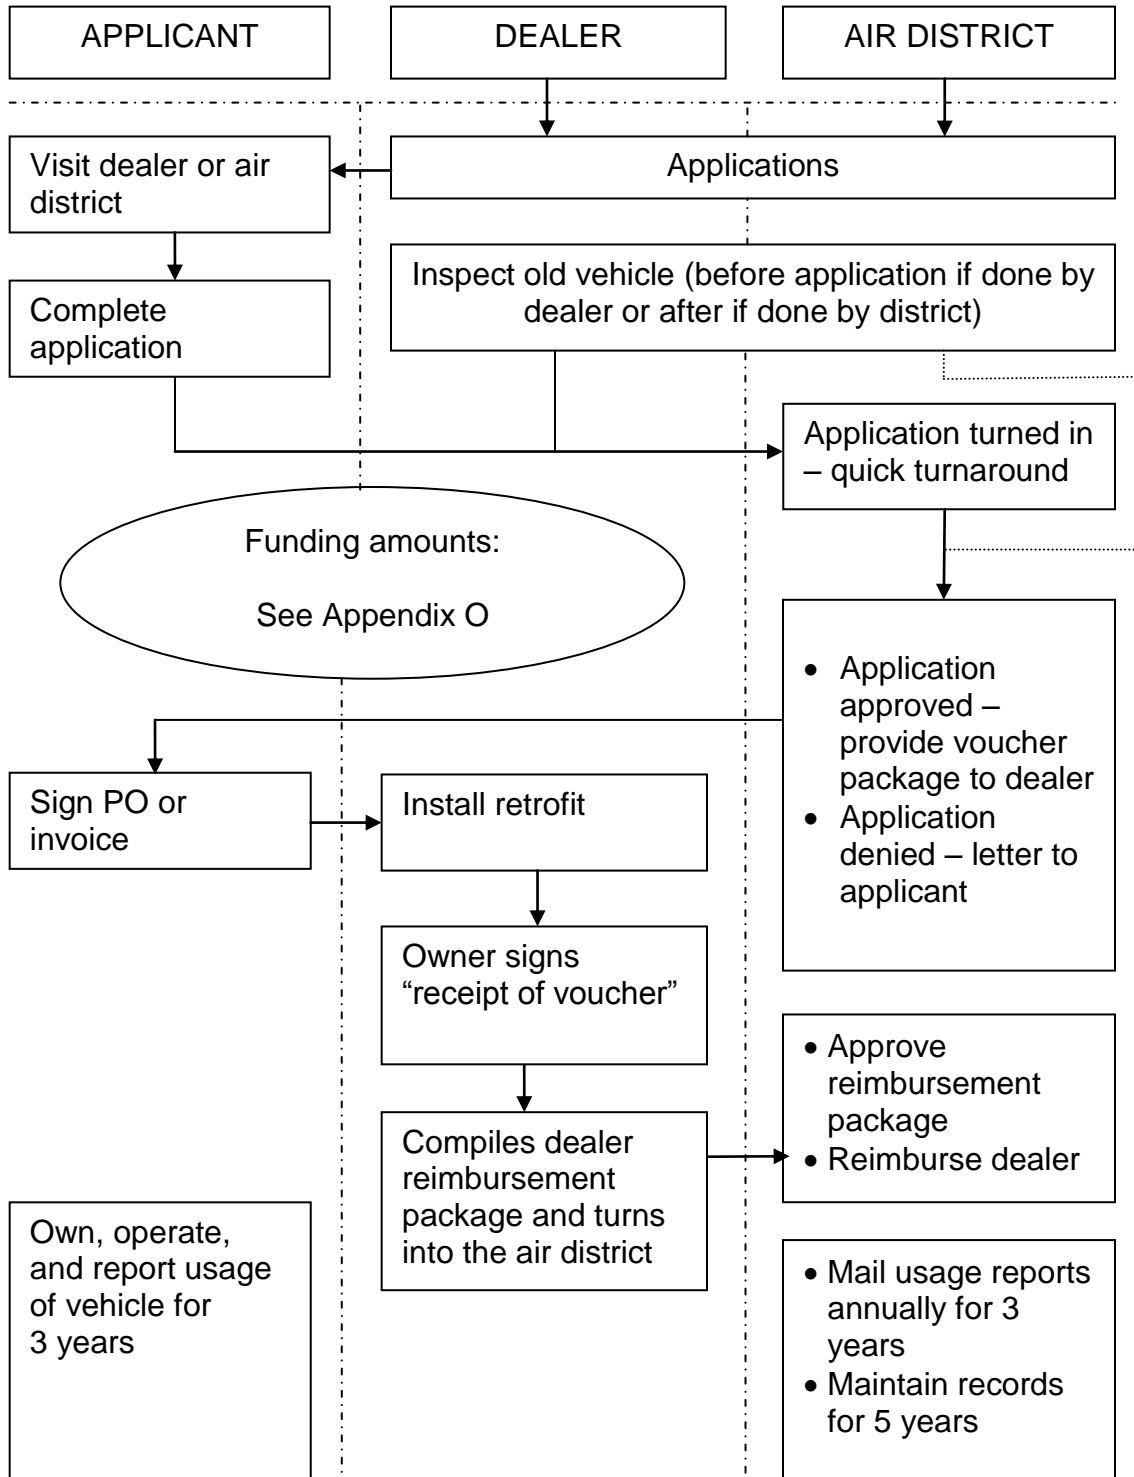 APPLICANT
DEALER
AIR DISTRICT
Applications
Visit dealer or air
district
Inspect old vehicle (before application if done by
dealer or after if done by district)
Complete
application
Application turned in
– quick turnaround
Funding amounts:
See Appendix O
• Application
approved –
provide voucher
package to dealer
• Application
denied – letter to
applicant
Sign PO or
invoice
Install retrofit
Owner signs
“receipt of voucher”
Compiles dealer
reimbursement
package and turns
into the air district
• Approve
reimbursement
package
• Reimburse dealer
Own, operate,
and report usage
of vehicle for
3 years
• Mail usage reports
annually for 3
years
• Maintain records
for 5 years